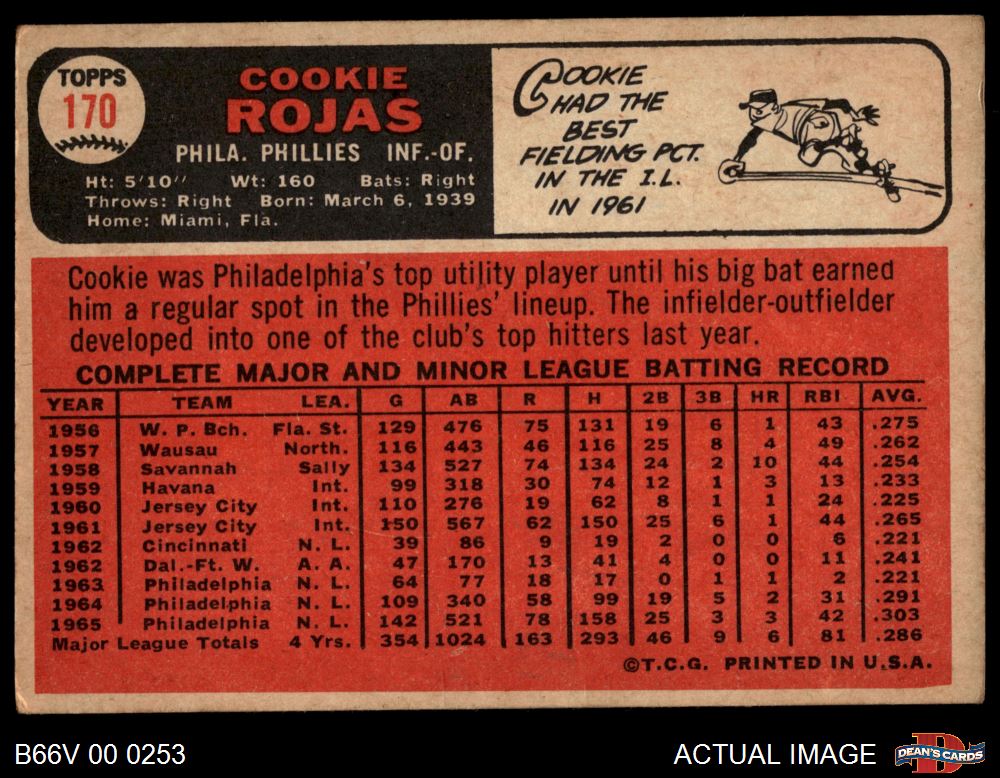 TOPPS
170
COOKIE
ROJAS
PHILA. PHILLIES INF.-OF.
Ht: 5'10" Wt: 160 Bats: Right
Throws: Right Born: March 6, 1939
Home: Miami, Fla.
COOKIE
HAD THE
BEST
FIELDING PCT.
IN THE I.L.
IN 1961
Cookie was Philadelphia's top utility player until his big bat earned
him a regular spot in the Phillies' lineup. The infielder-outfielder
developed into one of the club's top hitters last year.
COMPLETE MAJOR AND MINOR LEAGUE BATTING RECORD
YEAR TEAM LEA. G AB R H 2B 3B HR RBI AVG.
1956 W. P. Bch. Fla. St. 129 476 75 131 19 6 1 43 .275
1957 Wausau North. 116 443 46 116 25 8 4 49 .262
1958 Savannah Sally 134 527 74 134 24 2 10 44 .254
1959 Havana Int. 99 318 30 74 12 1 3 13 .233
1960 Jersey City Int. 110 276 19 62 8 1 1 24 .225
1961 Jersey City Int. 150 567 62 150 25 6 1 44 .265
1962 Cincinnati N. L. 39 86 9 19 2 0 0 6 .221
1962 Dal.-Ft. W. A. A. 47 170 13 41 4 0 0 11 .241
1963 Philadelphia N. L. 64 77 18 17 0 1 1 2 .221
1964 Philadelphia N. L. 109 340 58 99 19 5 2 31 .291
1965 Philadelphia N. L. 142 521 78 158 25 3 3 42 .303
Major League Totals 4 Yrs. 354 1024 163 293 46 9 6 81 .286
©T.C.G. PRINTED IN U.S.A.
B66V 00 0253
ACTUAL IMAGE
DEAN'S CARDS